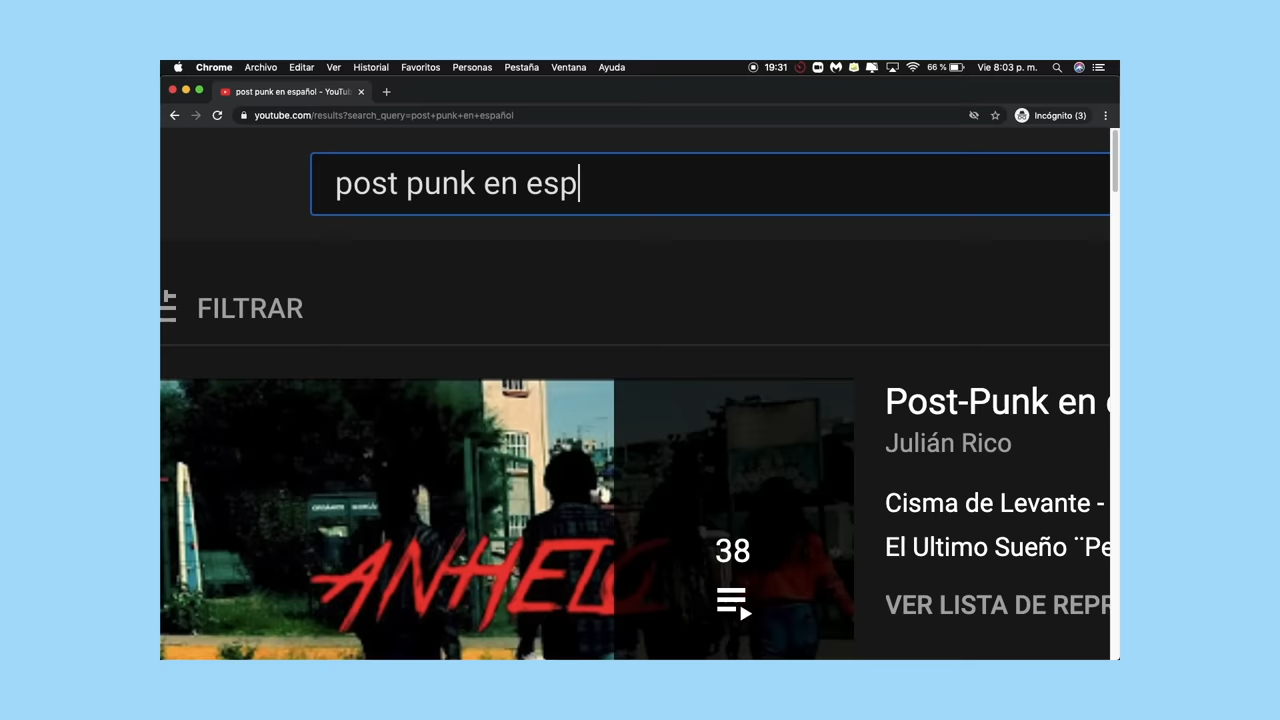 Chrome Archivo Editar Ver Historial Favoritos Personas Pestaña Ventana Ayuda 19:31 66 % Vie 8:03 p. m.
post punk en español - YouTu
youtube.com/results?search_query=post+punk+en+español Incógnito (3)
post punk en esp
FILTRAR
Post-Punk en
Julián Rico
Cisma de Levante -
El Ultimo Sueño ¨Pe
VER LISTA DE REPR
38
ANHELO